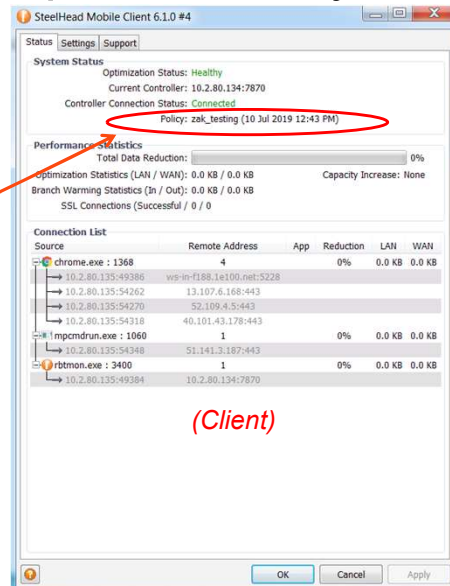 SteelHead Mobile Client 6.1.0 #4
Status Settings Support
System Status
Optimization Status: Healthy
Current Controller: 10.2.80.134:7870
Controller Connection Status: Connected
Policy: zak_testing (10 Jul 2019 12:43 PM)
Performance Statistics
Total Data Reduction: 0%
Optimization Statistics (LAN / WAN): 0.0 KB / 0.0 KB Capacity Increase: None
Branch Warming Statistics (In / Out): 0.0 KB / 0.0 KB
SSL Connections (Successful / 0 / 0
Connection List
Source Remote Address App Reduction LAN WAN
chrome.exe : 1368 4 0% 0.0 KB 0.0 KB
10.2.80.135:49386 ws-in-f188.1e100.net:5228
10.2.80.135:54262 13.107.6.168:443
10.2.80.135:54270 52.109.4.5:443
10.2.80.135:54318 40.101.43.178:443
mpcmdrun.exe : 1060 1 0% 0.0 KB 0.0 KB
10.2.80.135:54348 51.141.3.187:443
rbtmon.exe : 3400 1 0% 0.0 KB 0.0 KB
10.2.80.135:49384 10.2.80.134:7870
(Client)
OK Cancel Apply